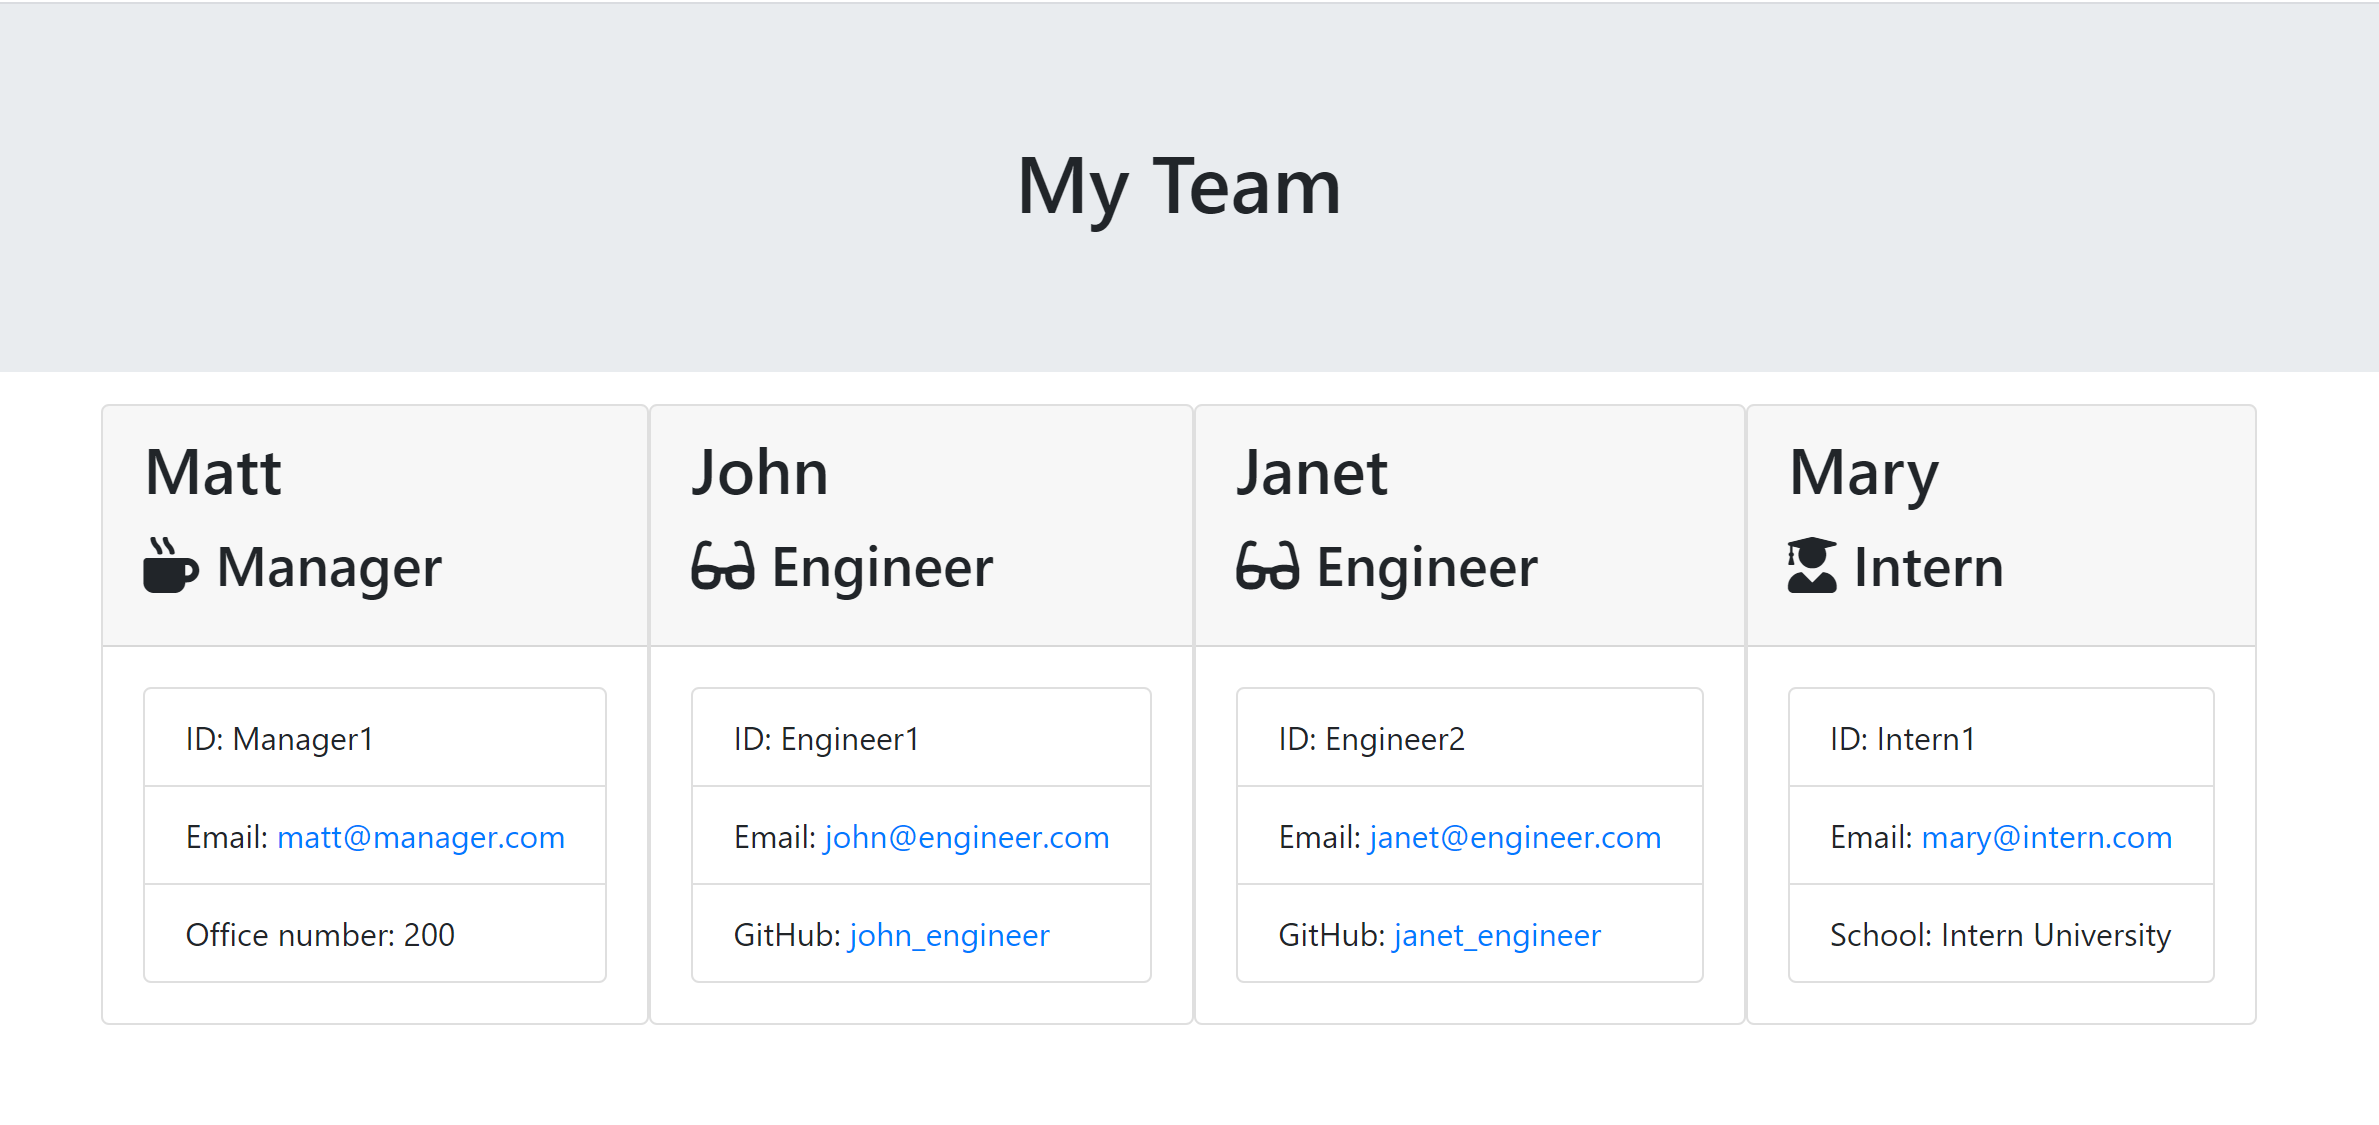 My Team
Matt
Manager
ID: Manager1
Email: matt@manager.com
Office number: 200
John
Engineer
ID: Engineer1
Email: john@engineer.com
GitHub: john_engineer
Janet
Engineer
ID: Engineer2
Email: janet@engineer.com
GitHub: janet_engineer
Mary
Intern
ID: Intern1
Email: mary@intern.com
School: Intern University